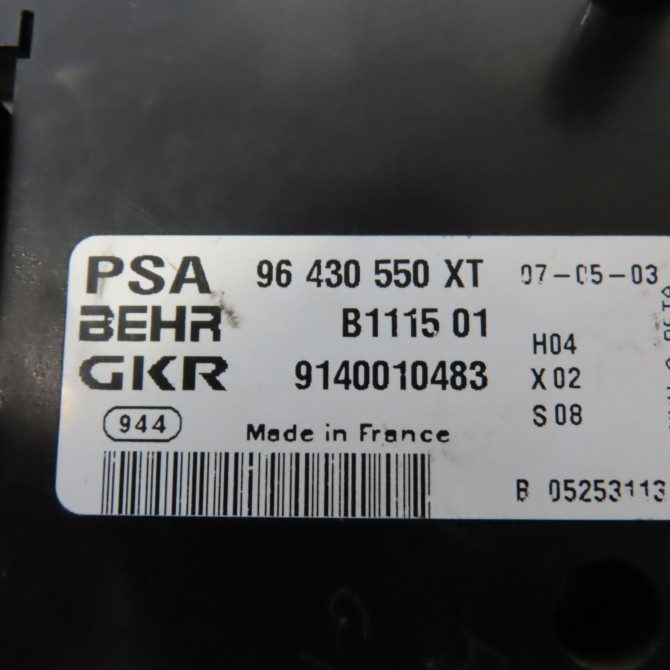 PSA 96 430 550 XT 07-05-03
BEHR B1115 01
GKR 9140010483
H04
X02
S08
944
Made in France
B 05253113